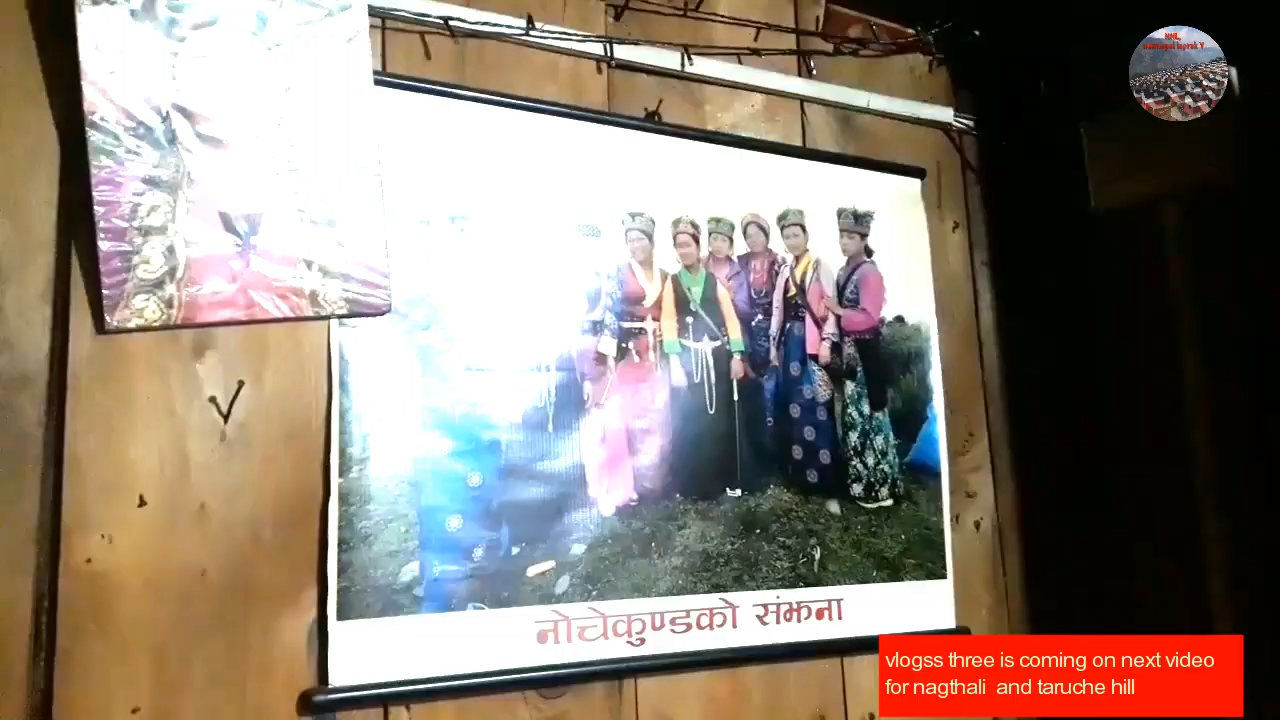 नोचेकुण्डको संझना
vlogss three is coming on next video
for nagthali and taruche hill